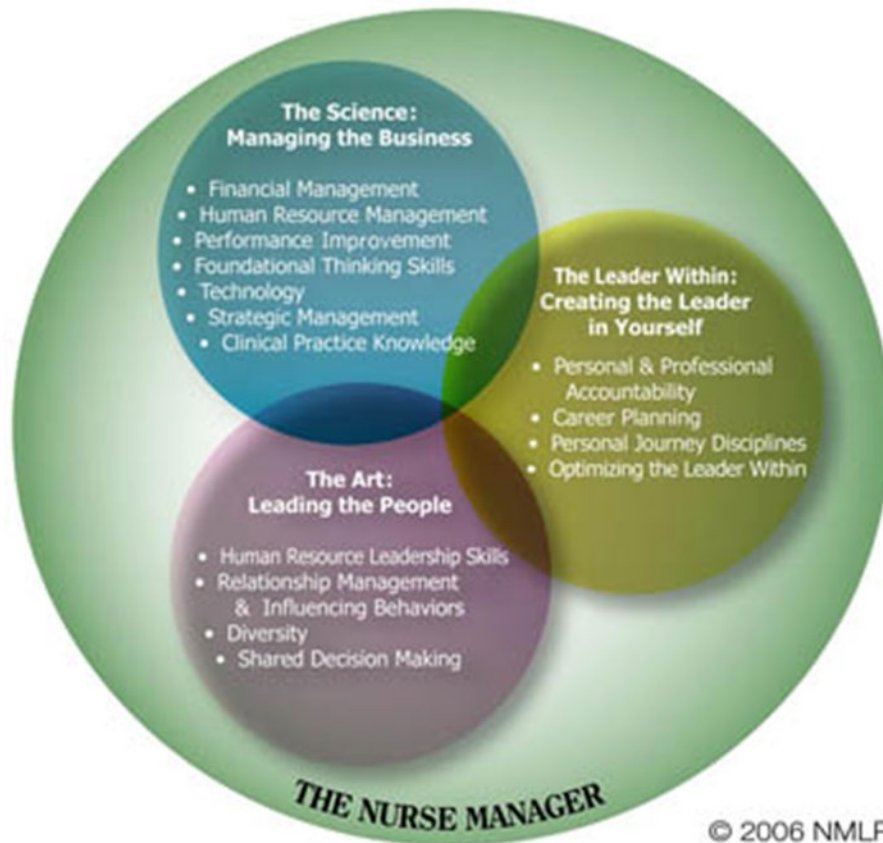 The Science:
Managing the Business
• Financial Management
• Human Resource Management
• Performance Improvement
• Foundational Thinking Skills
• Technology
• Strategic Management
• Clinical Practice Knowledge
The Leader Within:
Creating the Leader
in Yourself
• Personal & Professional
Accountability
• Career Planning
• Personal Journey Disciplines
• Optimizing the Leader Within
The Art:
Leading the People
• Human Resource Leadership Skills
• Relationship Management
& Influencing Behaviors
• Diversity
• Shared Decision Making
THE NURSE MANAGER
© 2006 NMLP